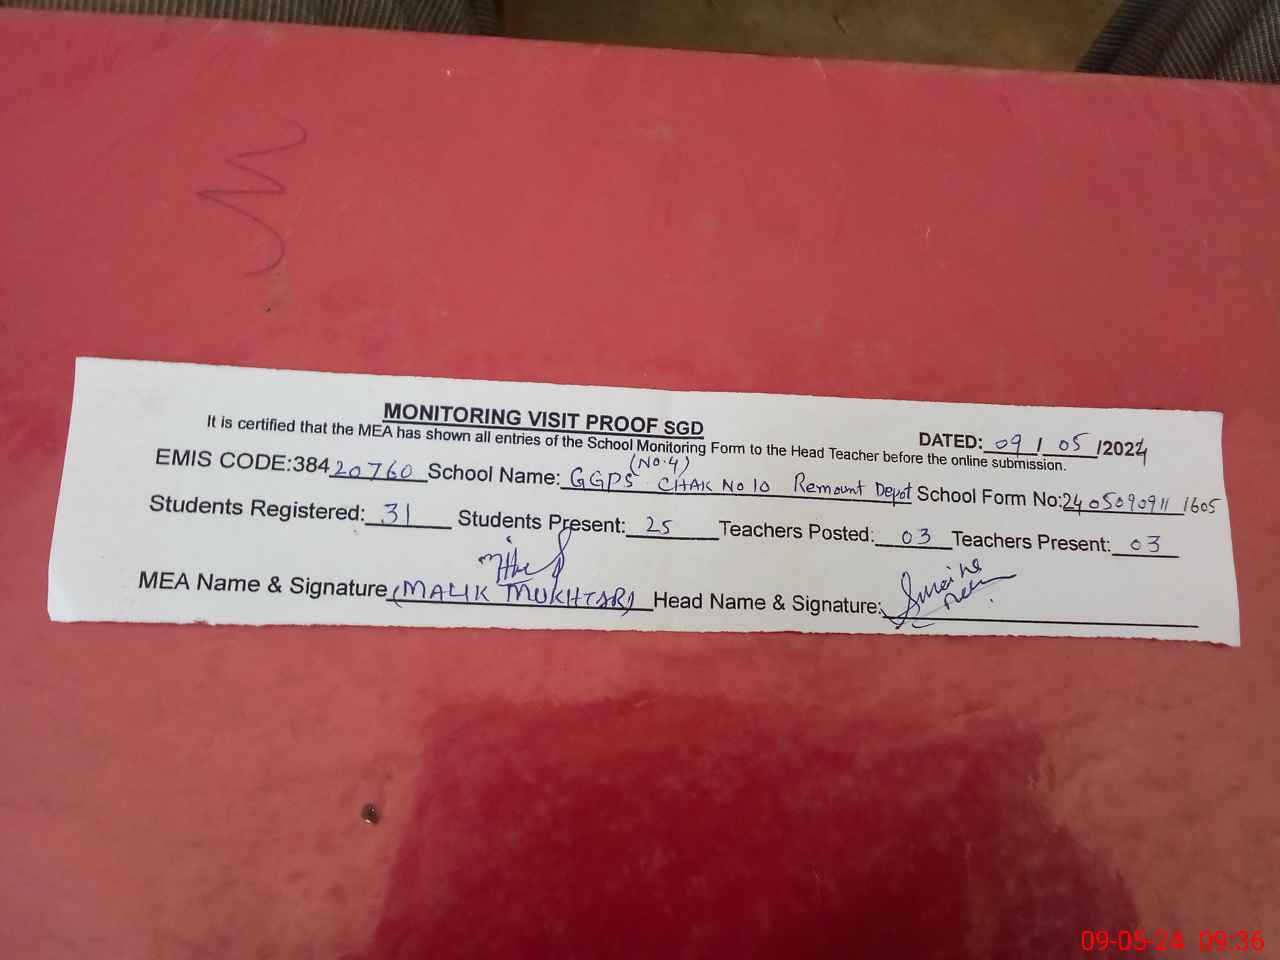 MONITORING VISIT PROOF SGD
It is certified that the MEA has shown all entries of the School Monitoring Form to the Head Teacher before the online submission.
DATED: 09 / 05 /2024
EMIS CODE:38420760 School Name: GGPS (No.4) CHAK NO 10 Remount Depot School Form No:24050909111605
Students Registered: 31 Students Present: 25 Teachers Posted: 03 Teachers Present: 03
MEA Name & Signature (MALIK MUKHTAR) Head Name & Signature:
09-05-24 09:36